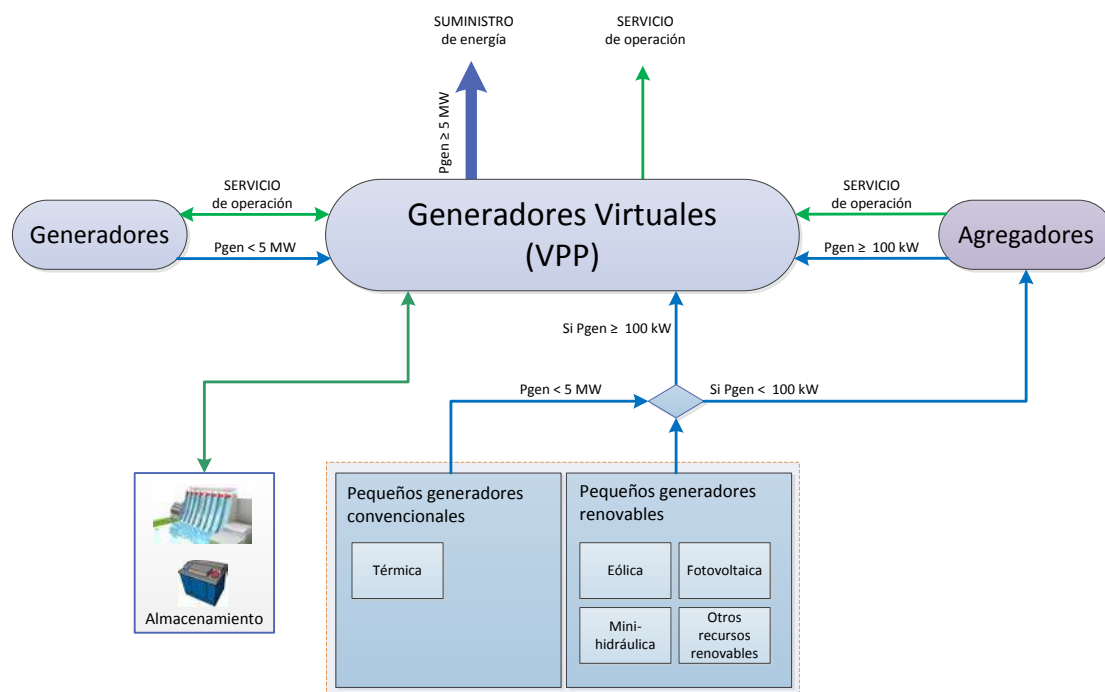 SUMINISTRO
de energía
SERVICIO
de operación
Pgen ≥ 5 MW
SERVICIO
de operación
Generadores
Pgen < 5 MW
Generadores Virtuales
(VPP)
SERVICIO
de operación
Pgen ≥ 100 kW
Agregadores
Si Pgen ≥ 100 kW
Pgen < 5 MW
Si Pgen < 100 kW
Almacenamiento
Pequeños generadores
convencionales
Térmica
Pequeños generadores
renovables
Eólica
Fotovoltaica
Mini-
hidráulica
Otros
recursos
renovables